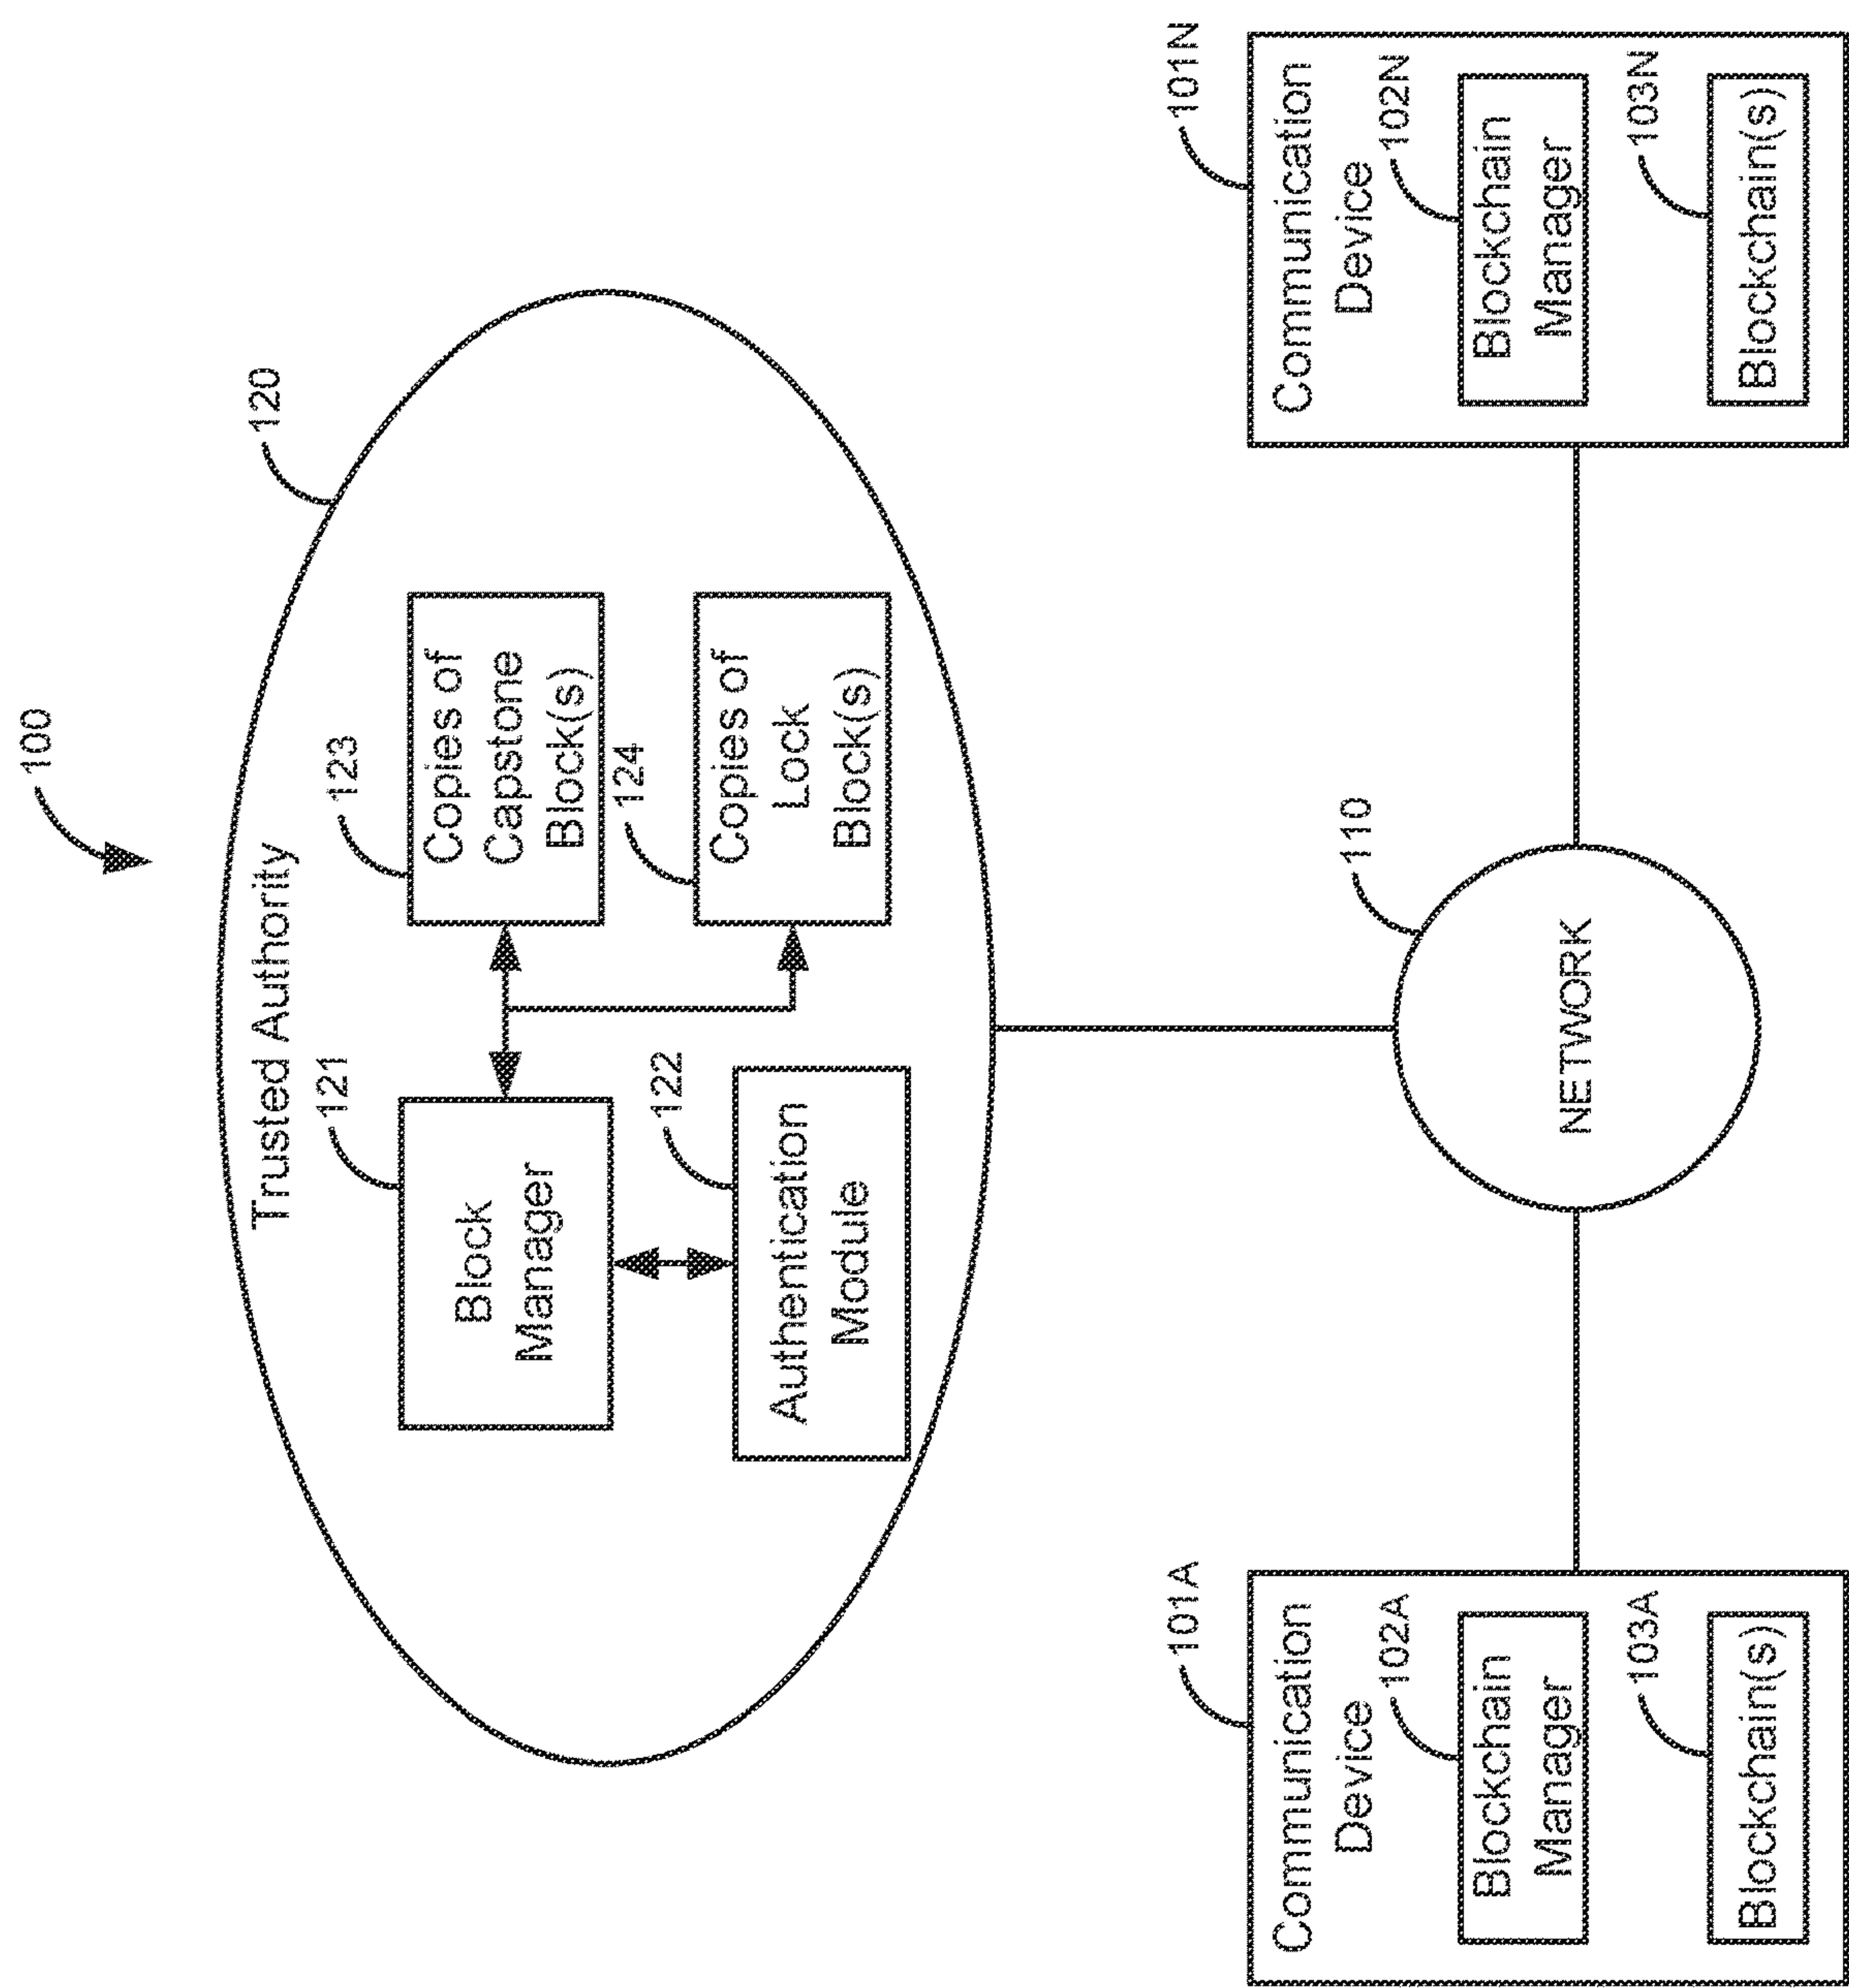 100
120
Trusted Authority
121
Block
Manager
123
Copies of
Capstone
Block(s)
122
Authentication
Module
124
Copies of
Lock
Block(s)
110
NETWORK
101A
Communication
Device
102A
Blockchain
Manager
103A
Blockchain(s)
101N
Communication
Device
102N
Blockchain
Manager
103N
Blockchain(s)